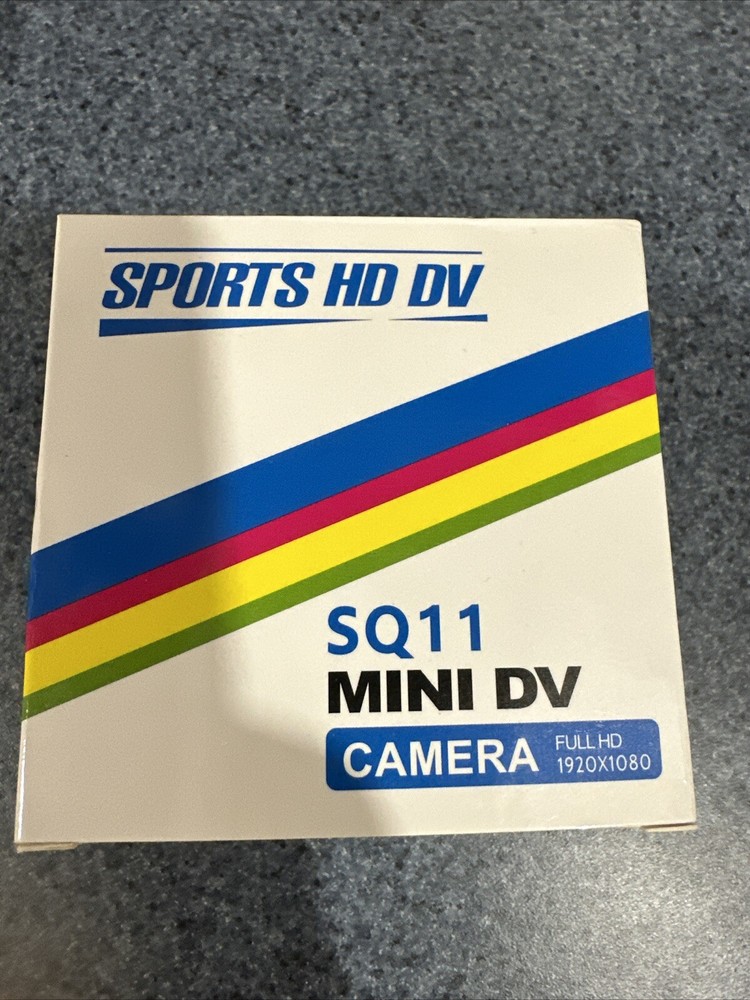 SPORTS HD DV
SQ11
MINI DV
CAMERA
FULL HD
1920X1080